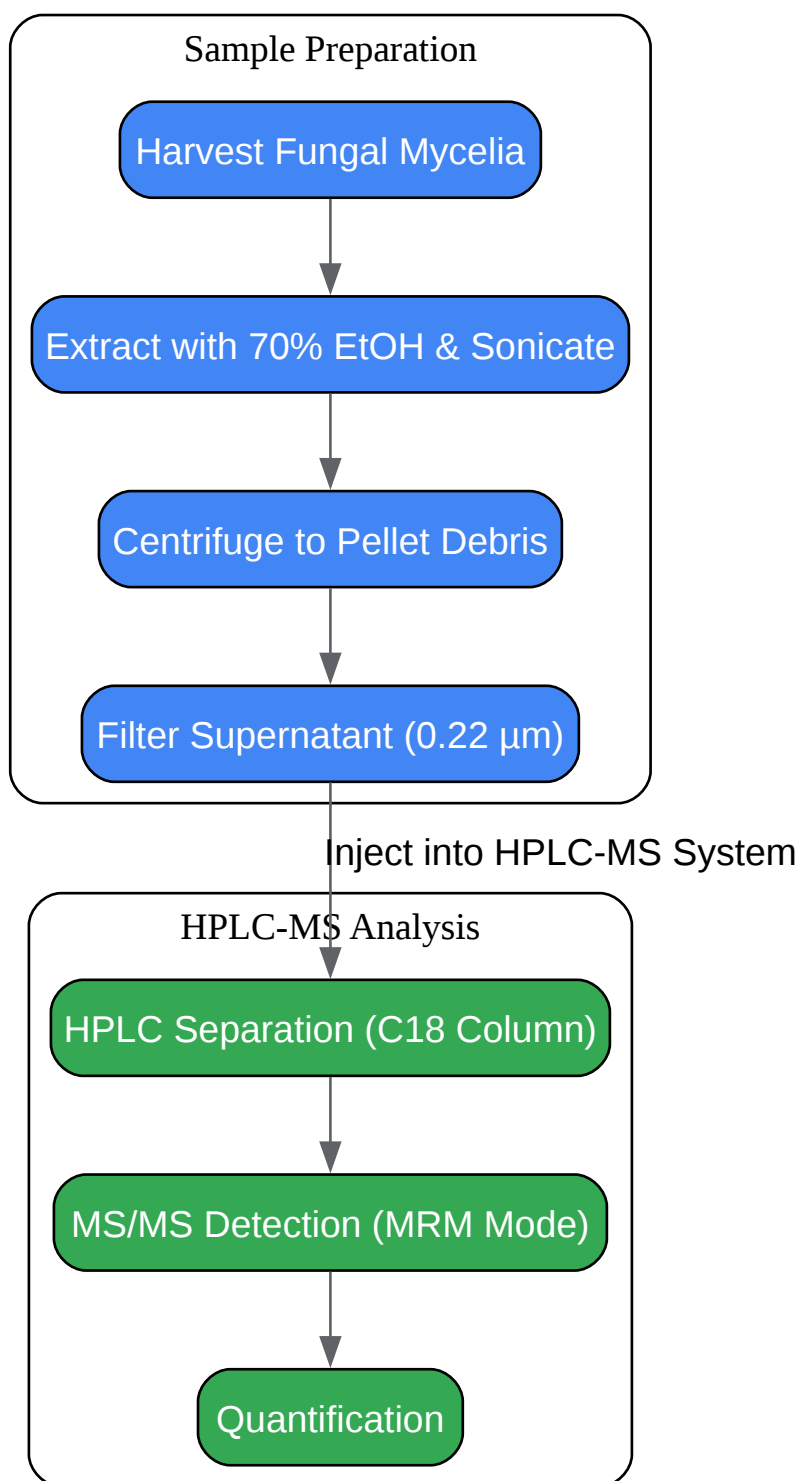 Sample Preparation
Harvest Fungal Mycelia
Extract with 70% EtOH & Sonicate
Centrifuge to Pellet Debris
Filter Supernatant (0.22 µm)
Inject into HPLC-MS System
HPLC-MS Analysis
HPLC Separation (C18 Column)
MS/MS Detection (MRM Mode)
Quantification